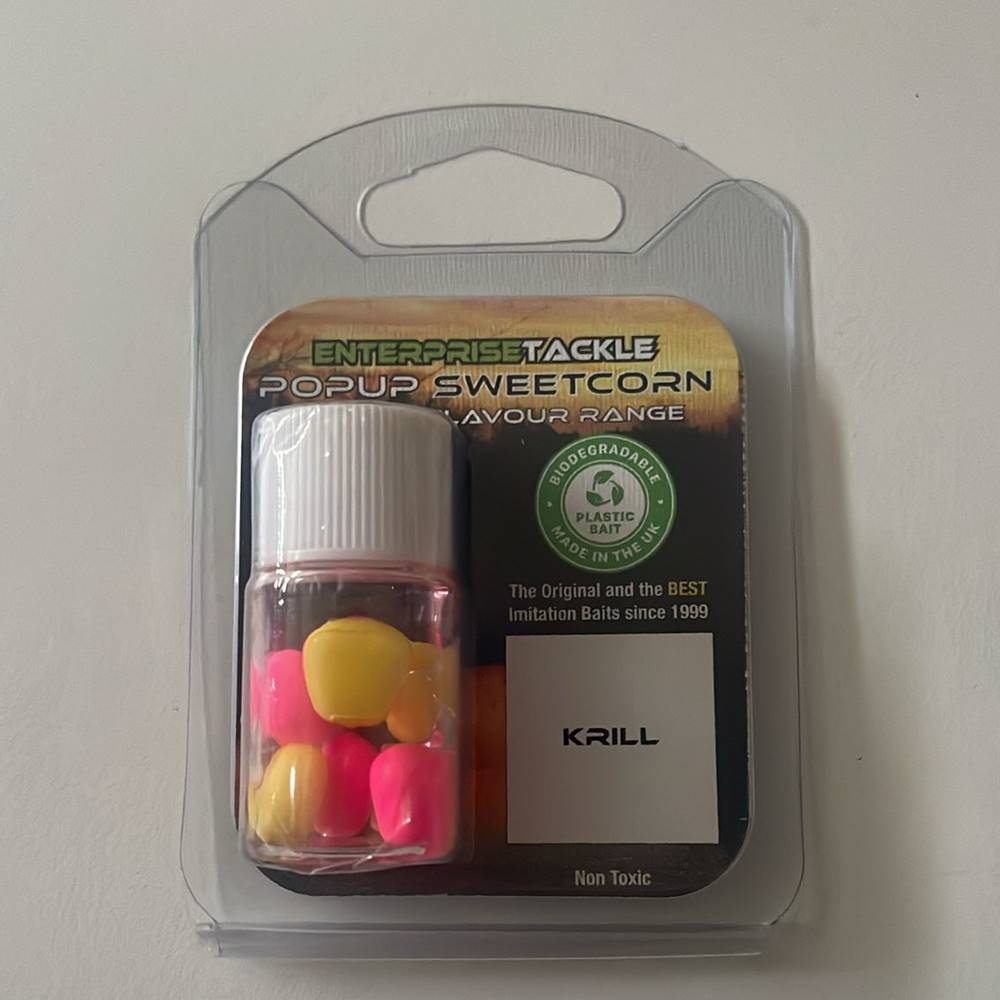 ENTERPRISETACKLE
POPUP SWEETCORN
LAVOUR RANGE
BIODEGRADABLE
PLASTIC
BAIT
MADE IN THE UK
The Original and the BEST
Imitation Baits since 1999
KRILL
Non Toxic